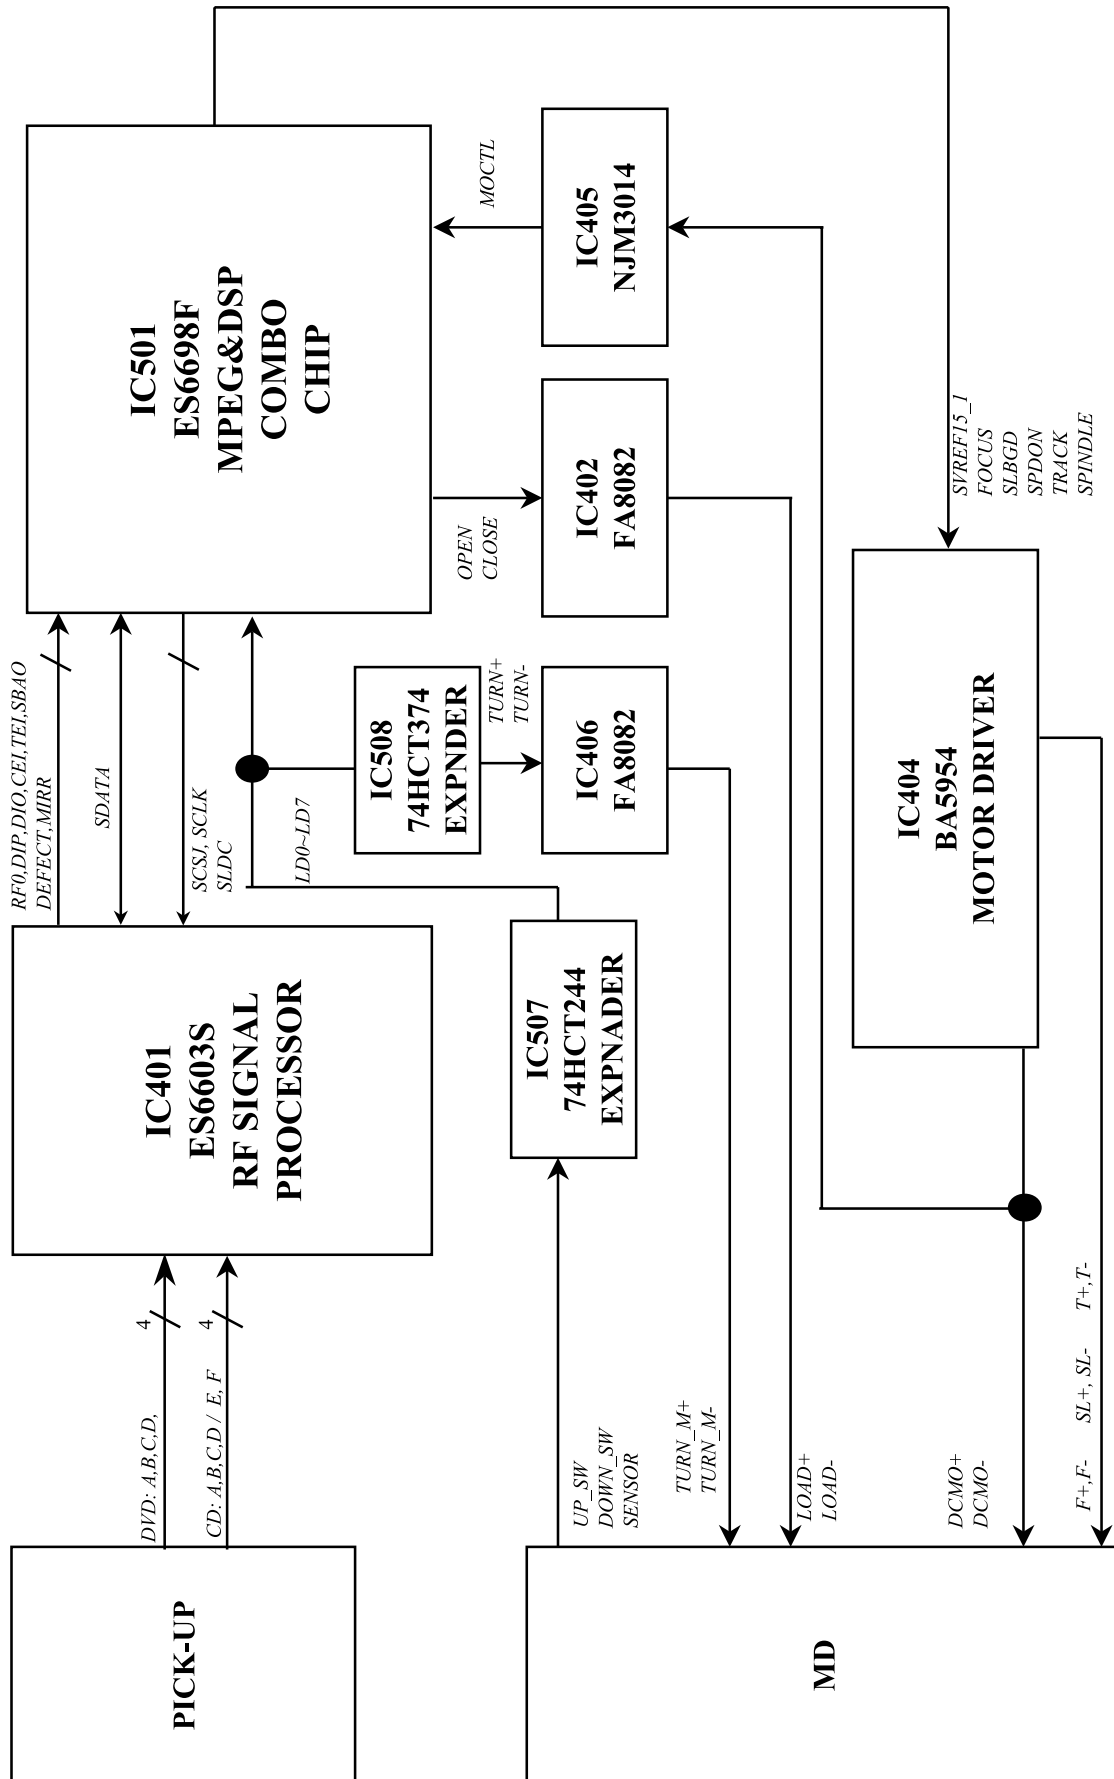 PICK-UP
DVD: A,B,C,D,
4
CD: A,B,C,D / E, F
4
IC401
ES6603S
RF SIGNAL
PROCESSOR
RF0,DIP,DIO,CEI,TEI,SBAO
DEFECT,MIRR
SDATA
SCSJ, SCLK
SLDC
LD0~LD7
IC501
ES6698F
MPEG&DSP
COMBO
CHIP
IC508
74HCT374
EXPNDER
TURN+
TURN-
IC406
FA8082
OPEN
CLOSE
IC402
FA8082
MOCTL
IC405
NJM3014
IC507
74HCT244
EXPNADER
MD
UP_SW
DOWN_SW
SENSOR
TURN_M+
TURN_M-
LOAD+
LOAD-
DCMO+
DCMO-
F+,F- SL+, SL- T+,T-
IC404
BA5954
MOTOR DRIVER
SVREF15_1
FOCUS
SLBGD
SPDON
TRACK
SPINDLE